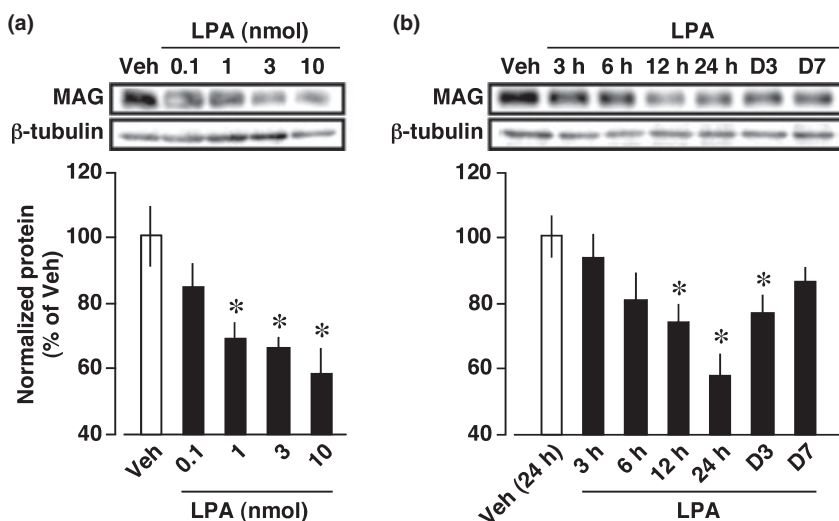 (a)
LPA (nmol)
Veh 0.1 1 3 10
MAG
β-tubulin
120
100
80
60
40
Normalized protein
(% of Veh)
* * *
Veh 0.1 1 3 10
LPA (nmol)
(b)
LPA
Veh 3 h 6 h 12 h 24 h D3 D7
MAG
β-tubulin
120
100
80
60
40
* * *
Veh (24 h) 3 h 6 h 12 h 24 h D3 D7
LPA